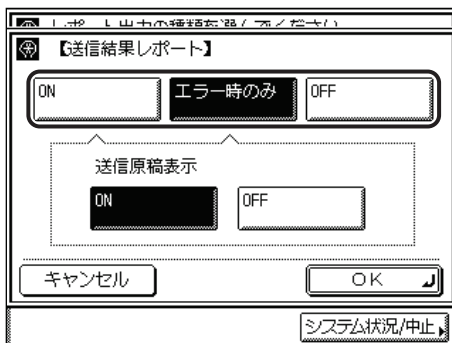 【送信結果レポート】
ON エラー時のみ OFF
送信原稿表示
ON OFF
キャンセル OK
システム状況/中止